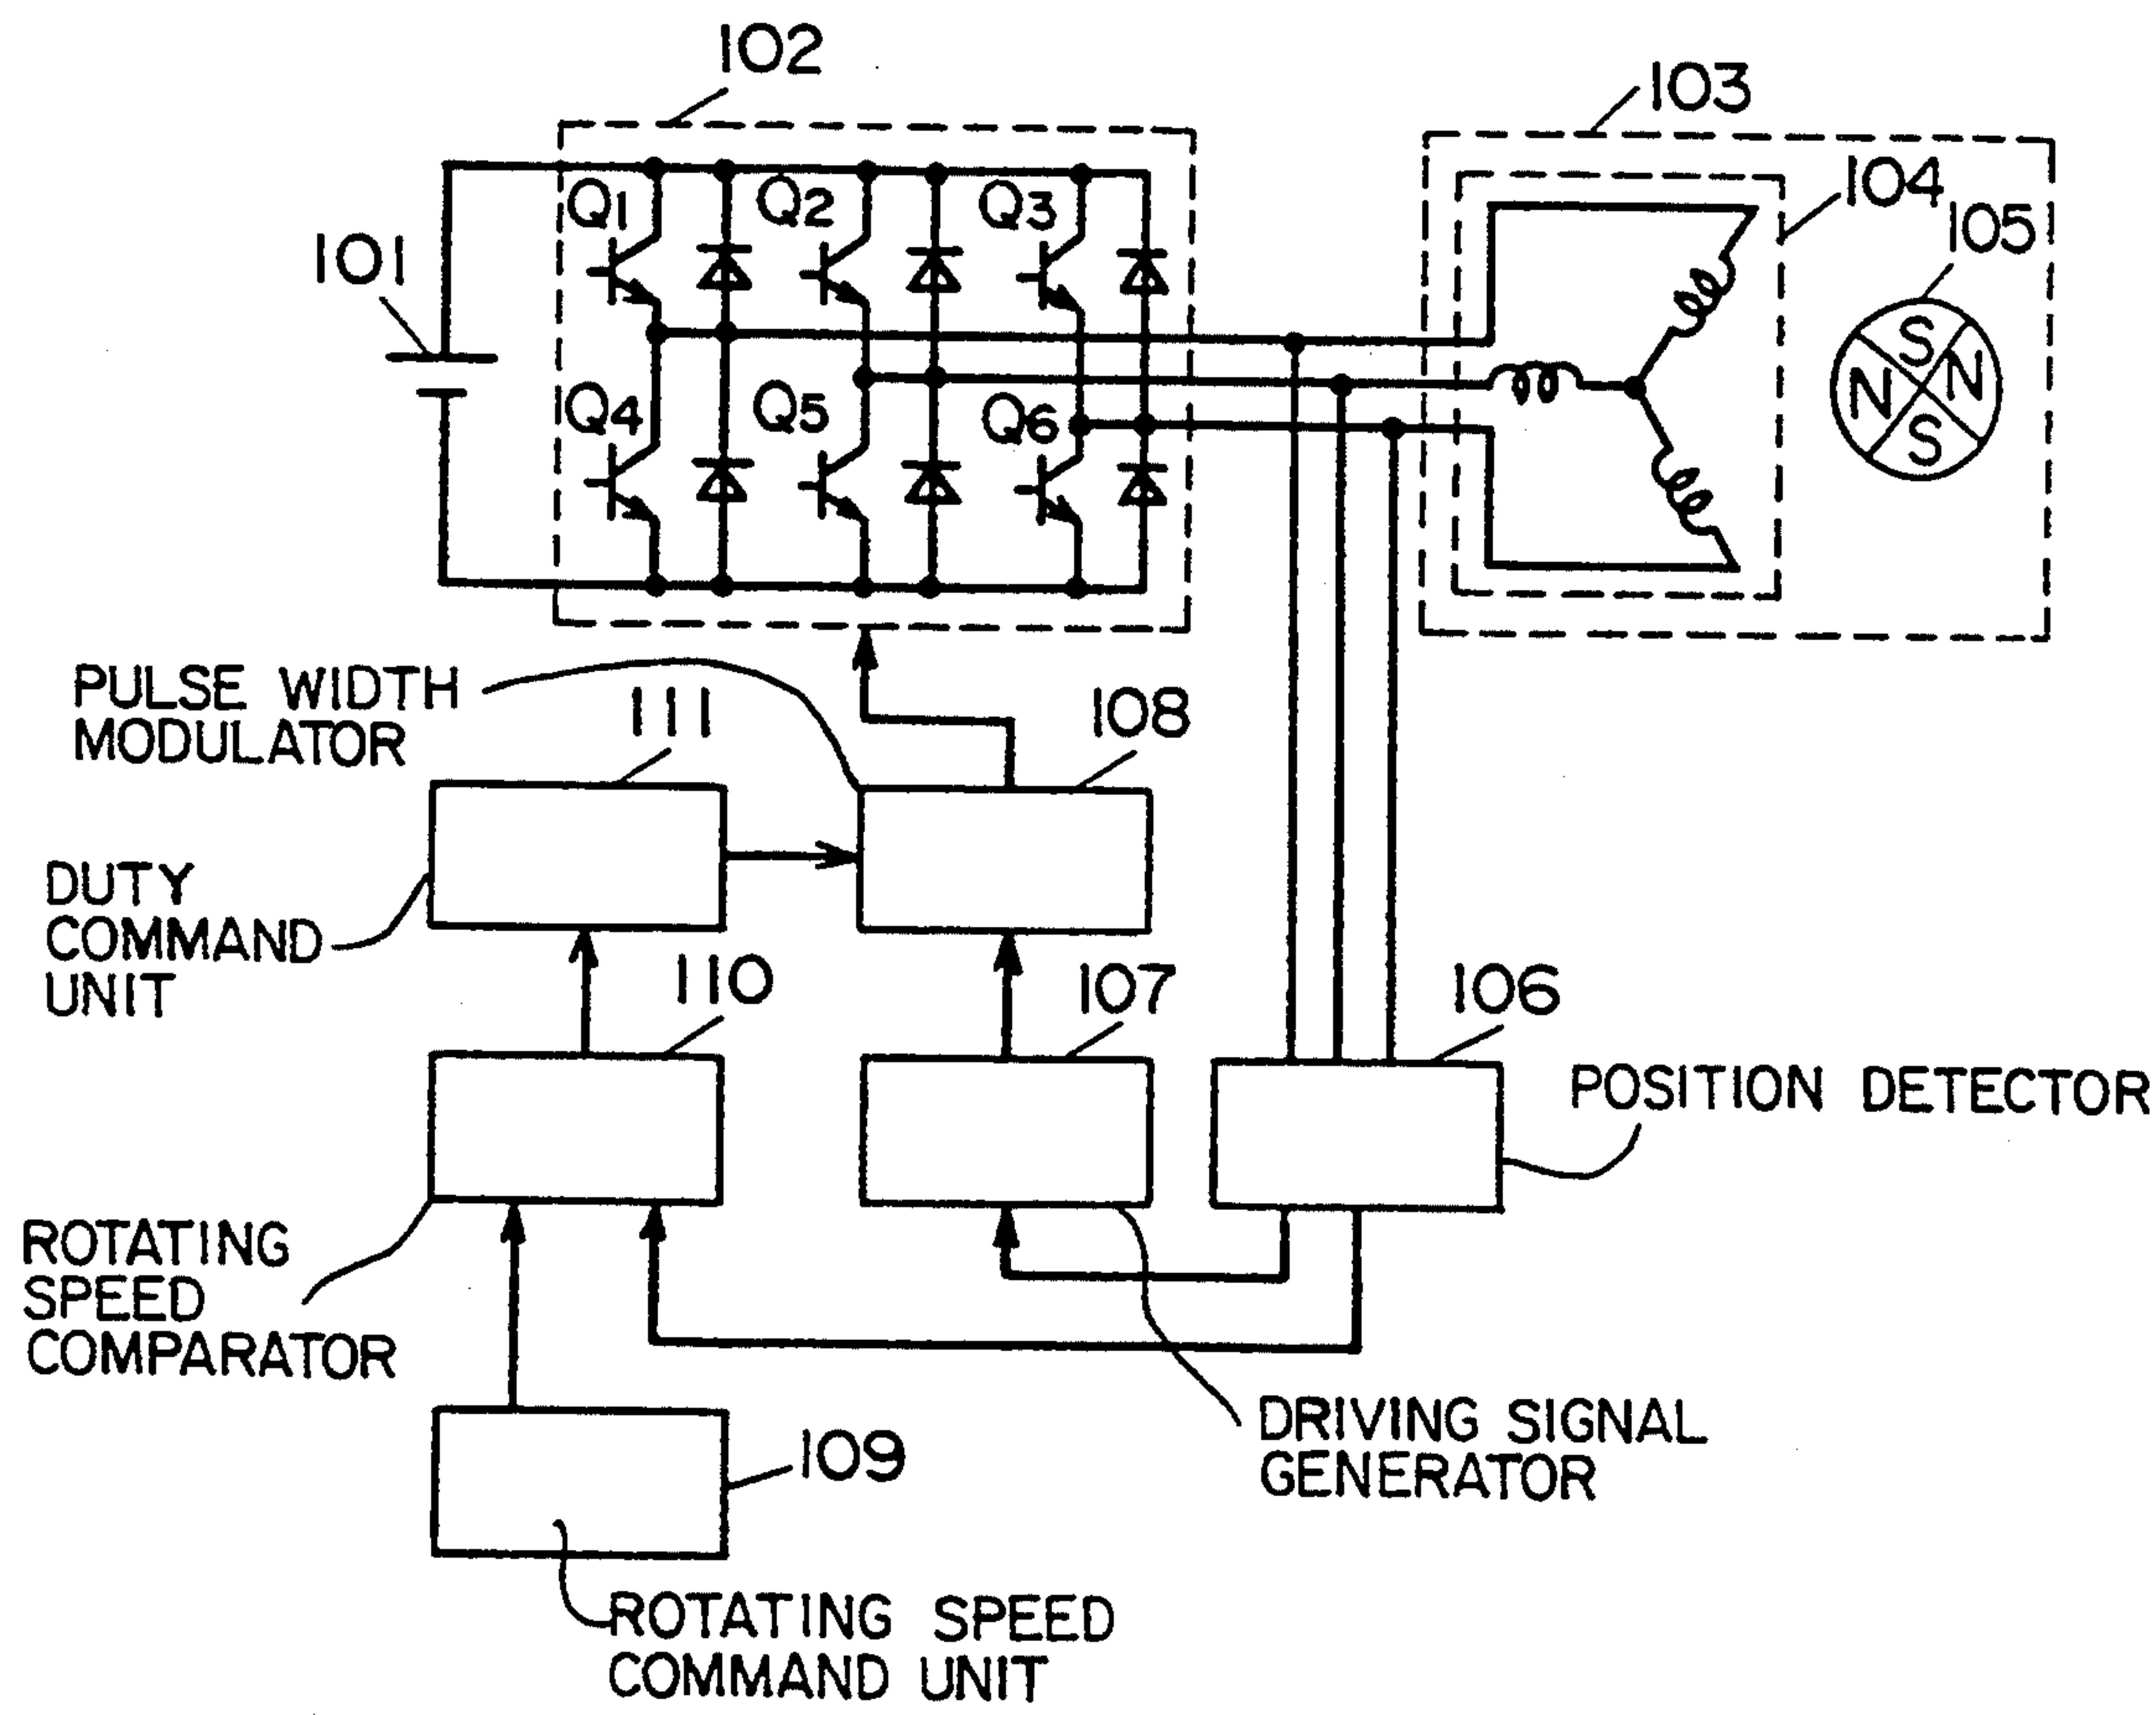 102
103
104
105
101
Q1
Q2
Q3
Q4
Q5
Q6
S
N
N
S
PULSE WIDTH
MODULATOR
111
108
DUTY
COMMAND
UNIT
110
107
106
POSITION DETECTOR
ROTATING
SPEED
COMPARATOR
109
DRIVING SIGNAL
GENERATOR
ROTATING SPEED
COMMAND UNIT